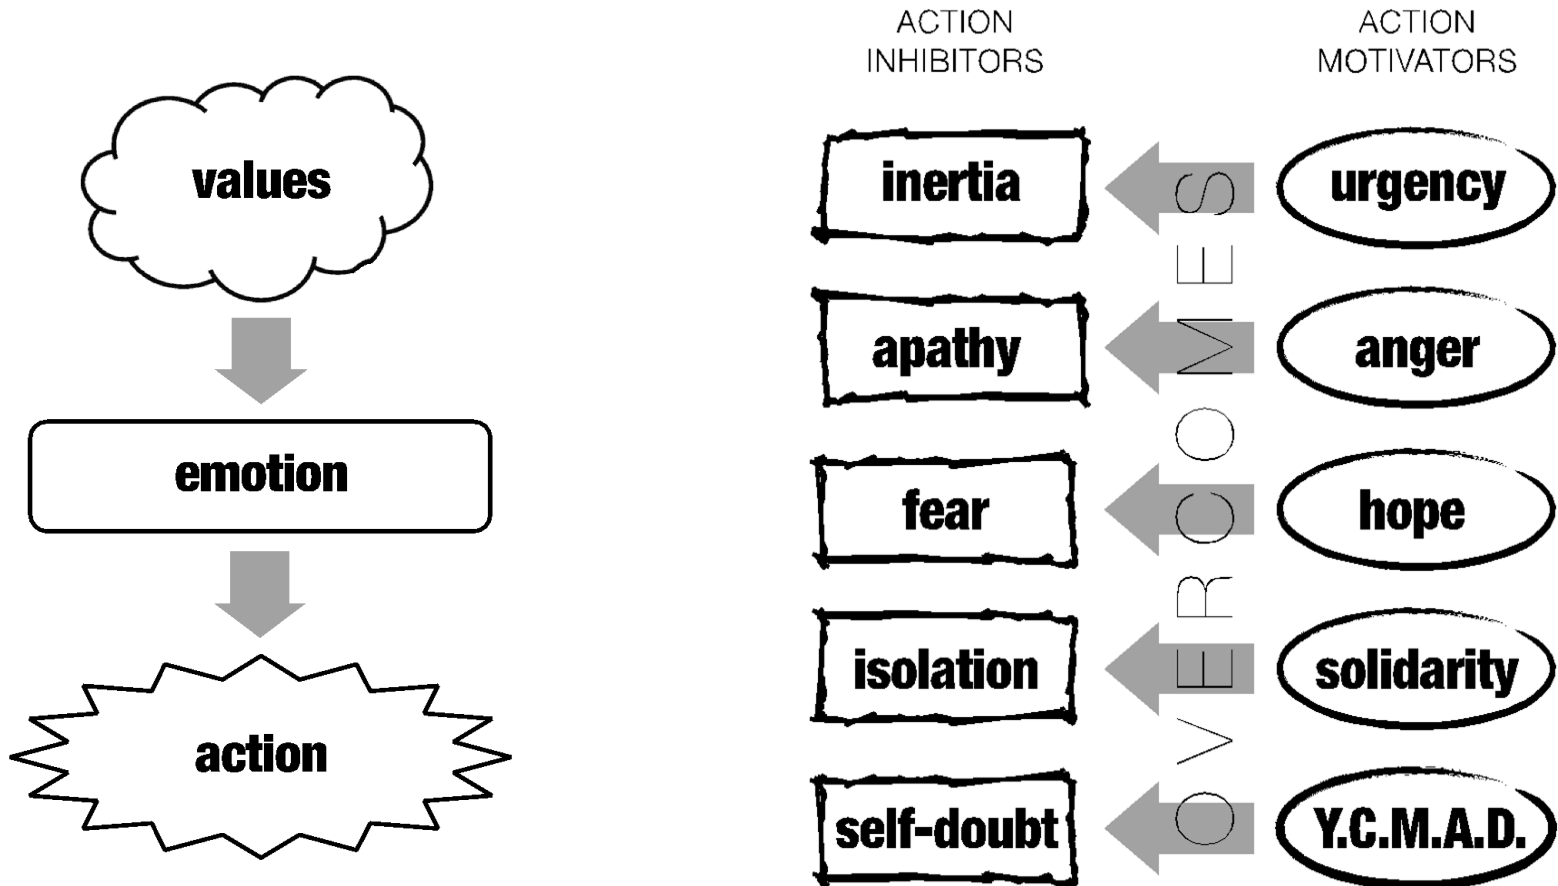 values
emotion
action
ACTION
INHIBITORS
ACTION
MOTIVATORS
inertia
urgency
apathy
anger
fear
hope
isolation
solidarity
self-doubt
Y.C.M.A.D.
OVERCOMES